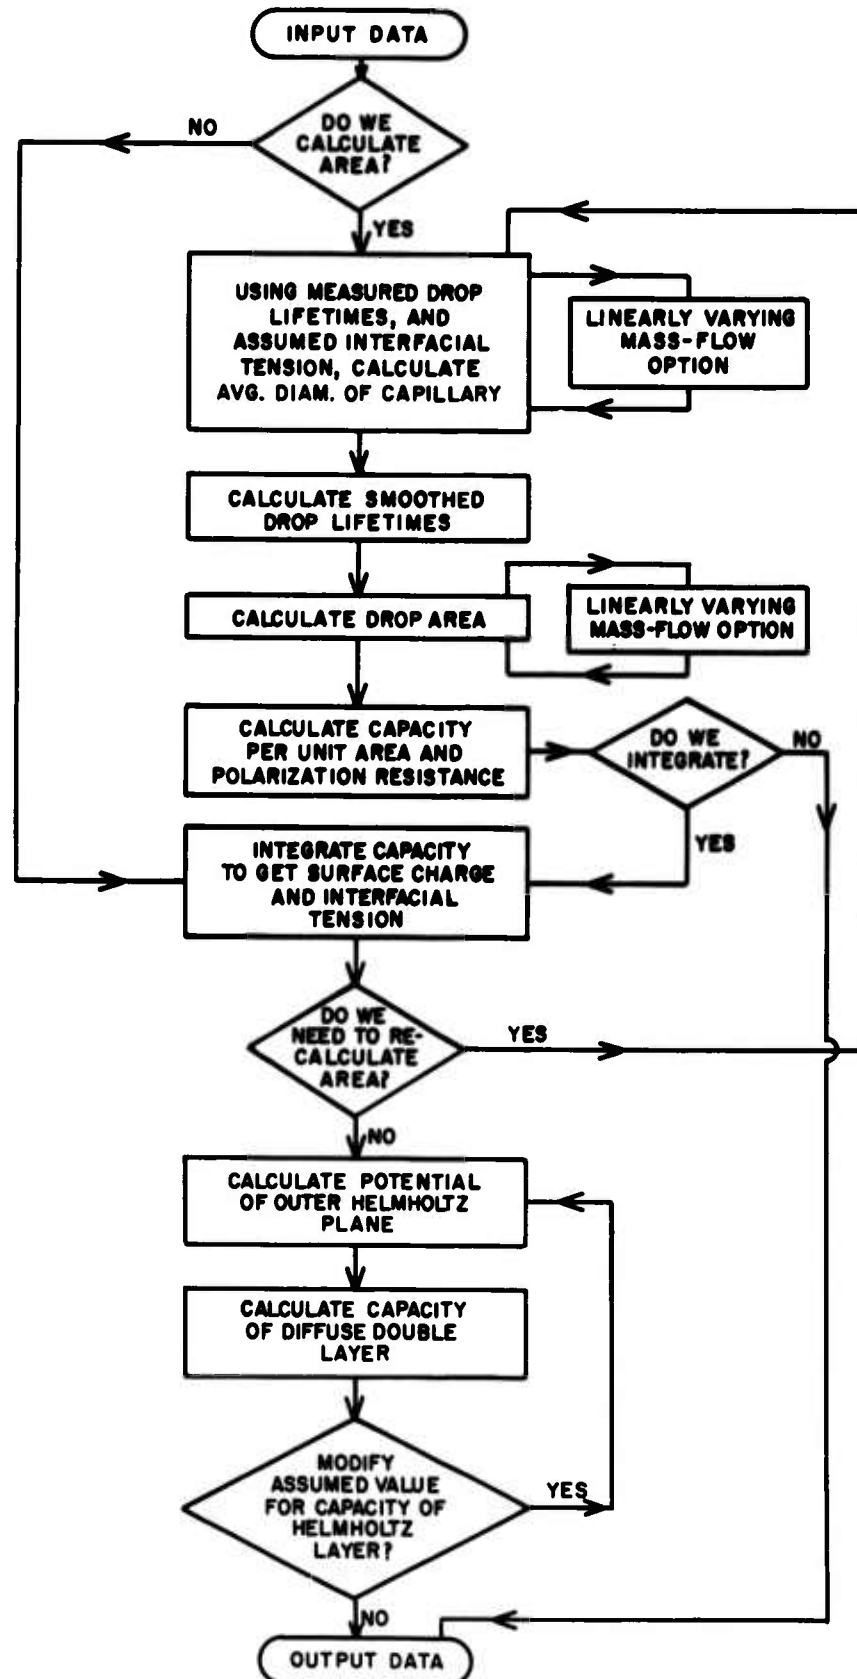 INPUT DATA
DO WE
CALCULATE
AREA?
NO
YES
USING MEASURED DROP
LIFETIMES, AND
ASSUMED INTERFACIAL
TENSION, CALCULATE
AVG. DIAM. OF CAPILLARY
LINEARLY VARYING
MASS-FLOW
OPTION
CALCULATE SMOOTHED
DROP LIFETIMES
CALCULATE DROP AREA
LINEARLY VARYING
MASS-FLOW OPTION
CALCULATE CAPACITY
PER UNIT AREA AND
POLARIZATION RESISTANCE
DO WE
INTEGRATE?
NO
YES
INTEGRATE CAPACITY
TO GET SURFACE CHARGE
AND INTERFACIAL
TENSION
DO WE
NEED TO RE-
CALCULATE
AREA?
YES
NO
CALCULATE POTENTIAL
OF OUTER HELMHOLTZ
PLANE
CALCULATE CAPACITY
OF DIFFUSE DOUBLE
LAYER
MODIFY
ASSUMED VALUE
FOR CAPACITY OF
HELMHOLTZ
LAYER?
YES
NO
OUTPUT DATA